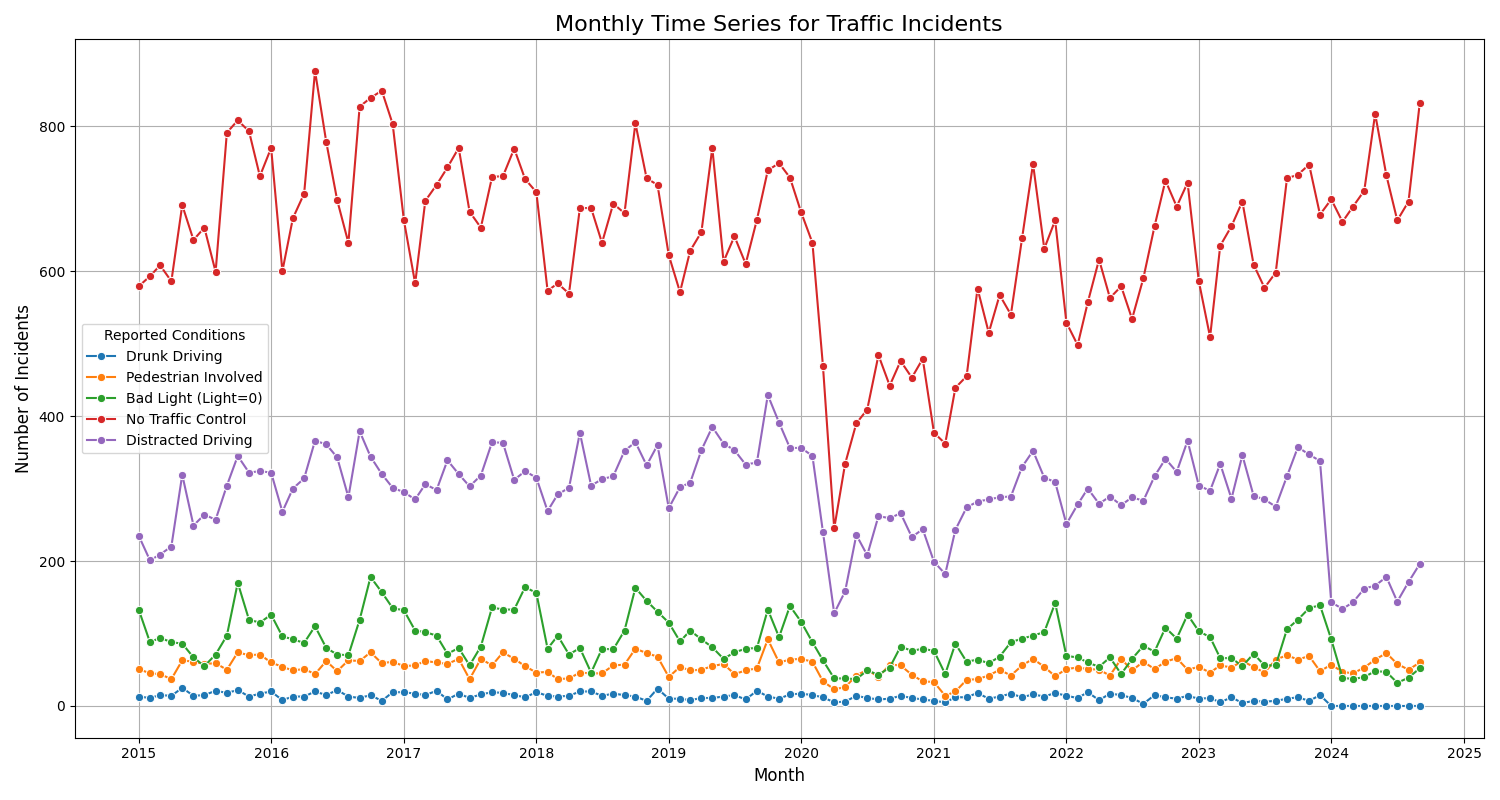 Monthly Time Series for Traffic Incidents
Number of Incidents
800
600
400
200
0
Reported Conditions
Drunk Driving
Pedestrian Involved
Bad Light (Light=0)
No Traffic Control
Distracted Driving
2015 2016 2017 2018 2019 2020 2021 2022 2023 2024 2025
Month